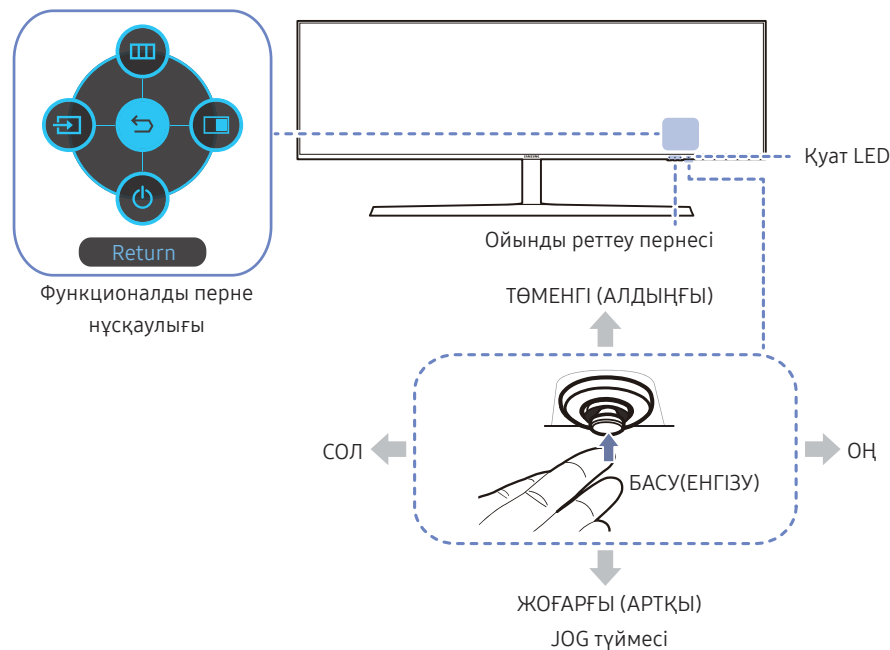 Return
Функционалды перне
нұсқаулығы
SAMSUNG
Қуат LED
Ойынды реттеу пернесі
ТӨМЕНГІ (АЛДЫҢҒЫ)
СОЛ
ОҢ
БАСУ(ЕНГІЗУ)
ЖОҒАРҒЫ (АРТҚЫ)
JOG түймесі